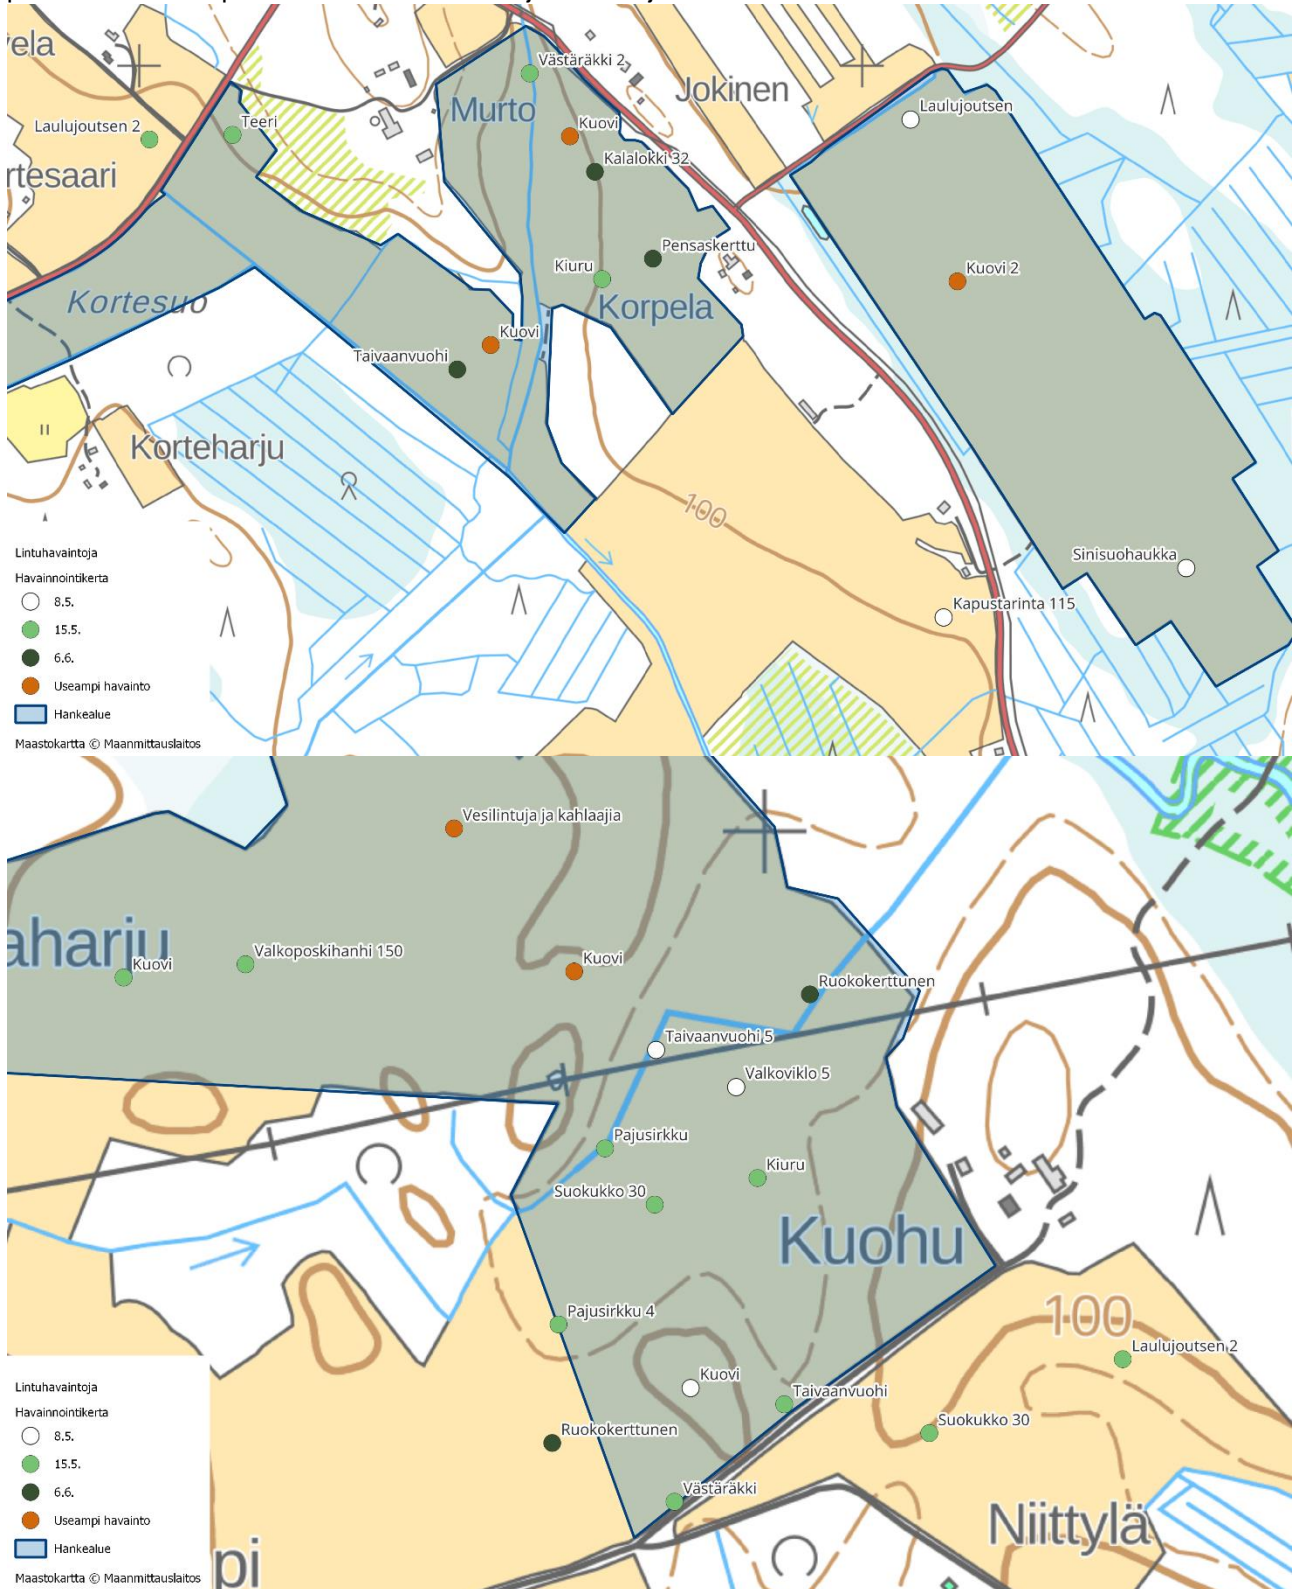 vela
Västäräkki 2
Jokinen
Murto
Laulujoutsen
Teeri
Laulujoutsen 2
Kuovi
Kalalokki 32
rtesaari
Pensaskerttu
Kiuru
Kuovi 2
Kortesuo
Korpela
Kuovi
Taivaanvuohi
Korteharju
100
Sinisuohaukka
Kapustarinta 115
Lintuhavaintoja
Havainnointikerta
8.5.
15.5.
6.6.
Useampi havainto
Hankealue
Maastokartta © Maanmittauslaitos
Vesilintuja ja kahlaajia
aharju
Kuovi
Valkoposkihanhi 150
Kuovi
Ruokokerttunen
Taivaanvuohi 5
Valkoviklo 5
Pajusirkku
Kiuru
Suokukko 30
Kuohu
Pajusirkku 4
100
Laulujoutsen 2
Kuovi
Taivaanvuohi
Suokukko 30
Ruokokerttunen
Västäräkki
Niittylä
pi
Lintuhavaintoja
Havainnointikerta
8.5.
15.5.
6.6.
Useampi havainto
Hankealue
Maastokartta © Maanmittauslaitos